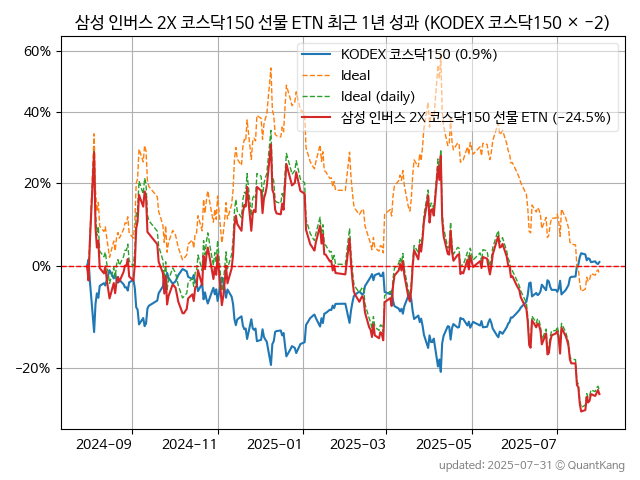 삼성 인버스 2X 코스닥150 선물 ETN 최근 1년 성과 (KODEX 코스닥150 × −2)
KODEX 코스닥150 (0.9%)
Ideal
Ideal (daily)
삼성 인버스 2X 코스닥150 선물 ETN (−24.5%)
60%
40%
20%
0%
−20%
2024-09 2024-11 2025-01 2025-03 2025-05 2025-07
updated: 2025-07-31 © QuantKang